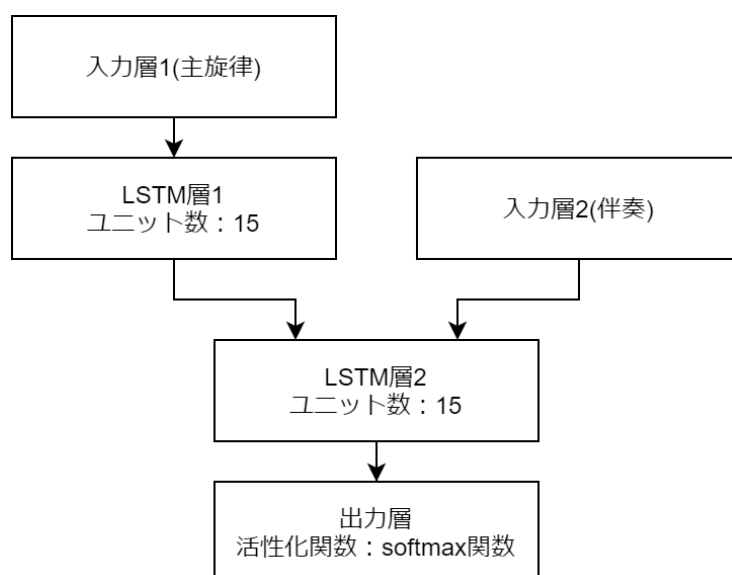 入力層1(主旋律)
LSTM層1
ユニット数：15
入力層2(伴奏)
LSTM層2
ユニット数：15
出力層
活性化関数：softmax関数